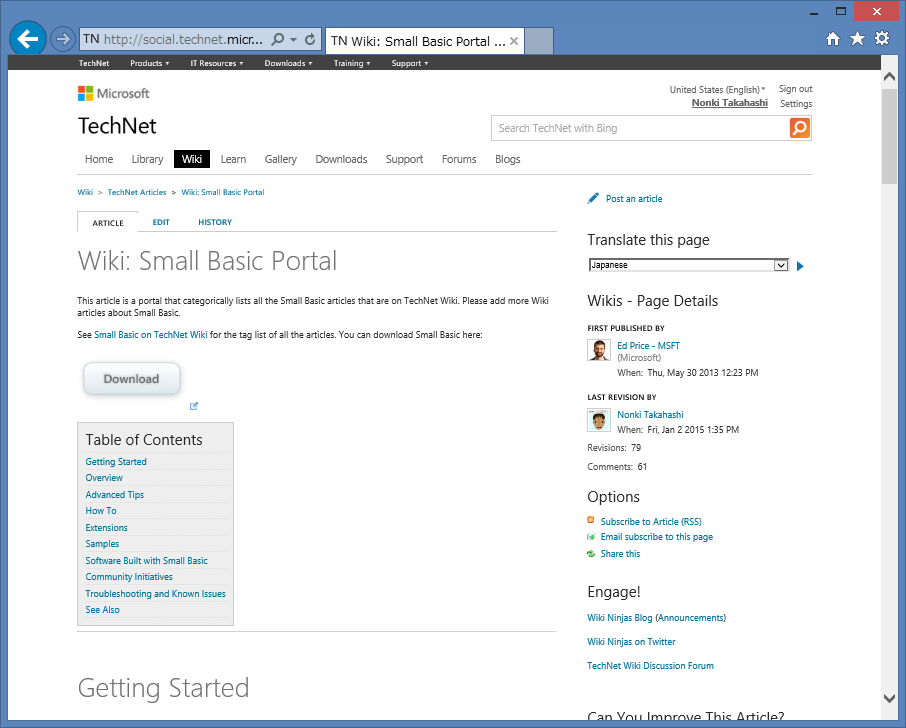 TN http://social.technet.micr...
TN Wiki: Small Basic Portal ...
TechNet Products IT Resources Downloads Training Support
Microsoft
United States (English) Sign out
Nonki Takahashi Settings
TechNet
Search TechNet with Bing
Home Library Wiki Learn Gallery Downloads Support Forums Blogs
Wiki > TechNet Articles > Wiki: Small Basic Portal
ARTICLE EDIT HISTORY
Wiki: Small Basic Portal
This article is a portal that categorically lists all the Small Basic articles that are on TechNet Wiki. Please add more Wiki
articles about Small Basic.
See Small Basic on TechNet Wiki for the tag list of all the articles. You can download Small Basic here:
Download
Table of Contents
Getting Started
Overview
Advanced Tips
How To
Extensions
Samples
Software Built with Small Basic
Community Initiatives
Troubleshooting and Known Issues
See Also
Getting Started
Post an article
Translate this page
Japanese
Wikis - Page Details
FIRST PUBLISHED BY
Ed Price - MSFT
(Microsoft)
When: Thu, May 30 2013 12:23 PM
LAST REVISION BY
Nonki Takahashi
When: Fri, Jan 2 2015 1:35 PM
Revisions: 79
Comments: 61
Options
Subscribe to Article (RSS)
Email subscribe to this page
Share this
Engage!
Wiki Ninjas Blog (Announcements)
Wiki Ninjas on Twitter
TechNet Wiki Discussion Forum
Can You Improve This Article?